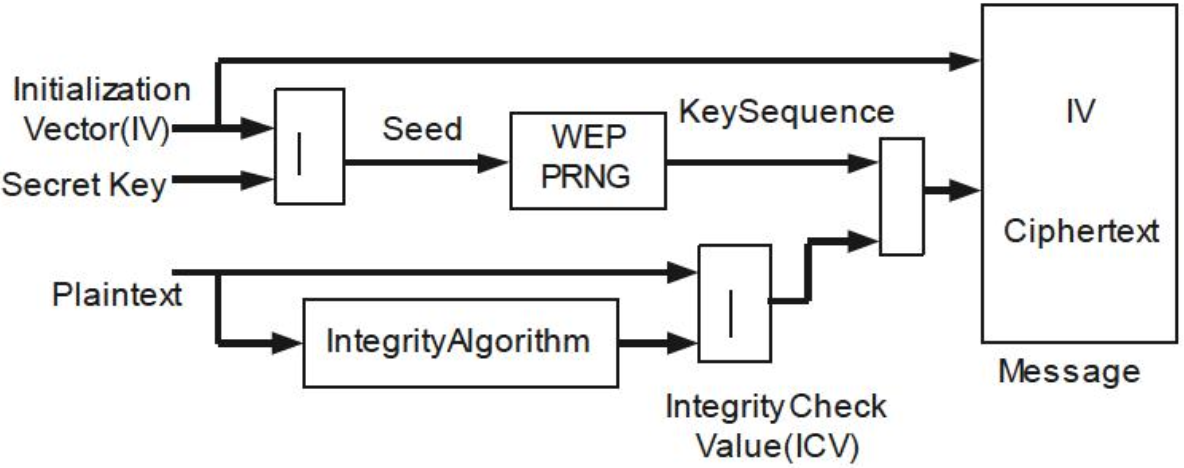 Initialization
Vector(IV)
Secret Key
|
Seed
WEP
PRNG
KeySequence
IV
Ciphertext
Message
Plaintext
IntegrityAlgorithm
|
IntegrityCheck
Value(ICV)